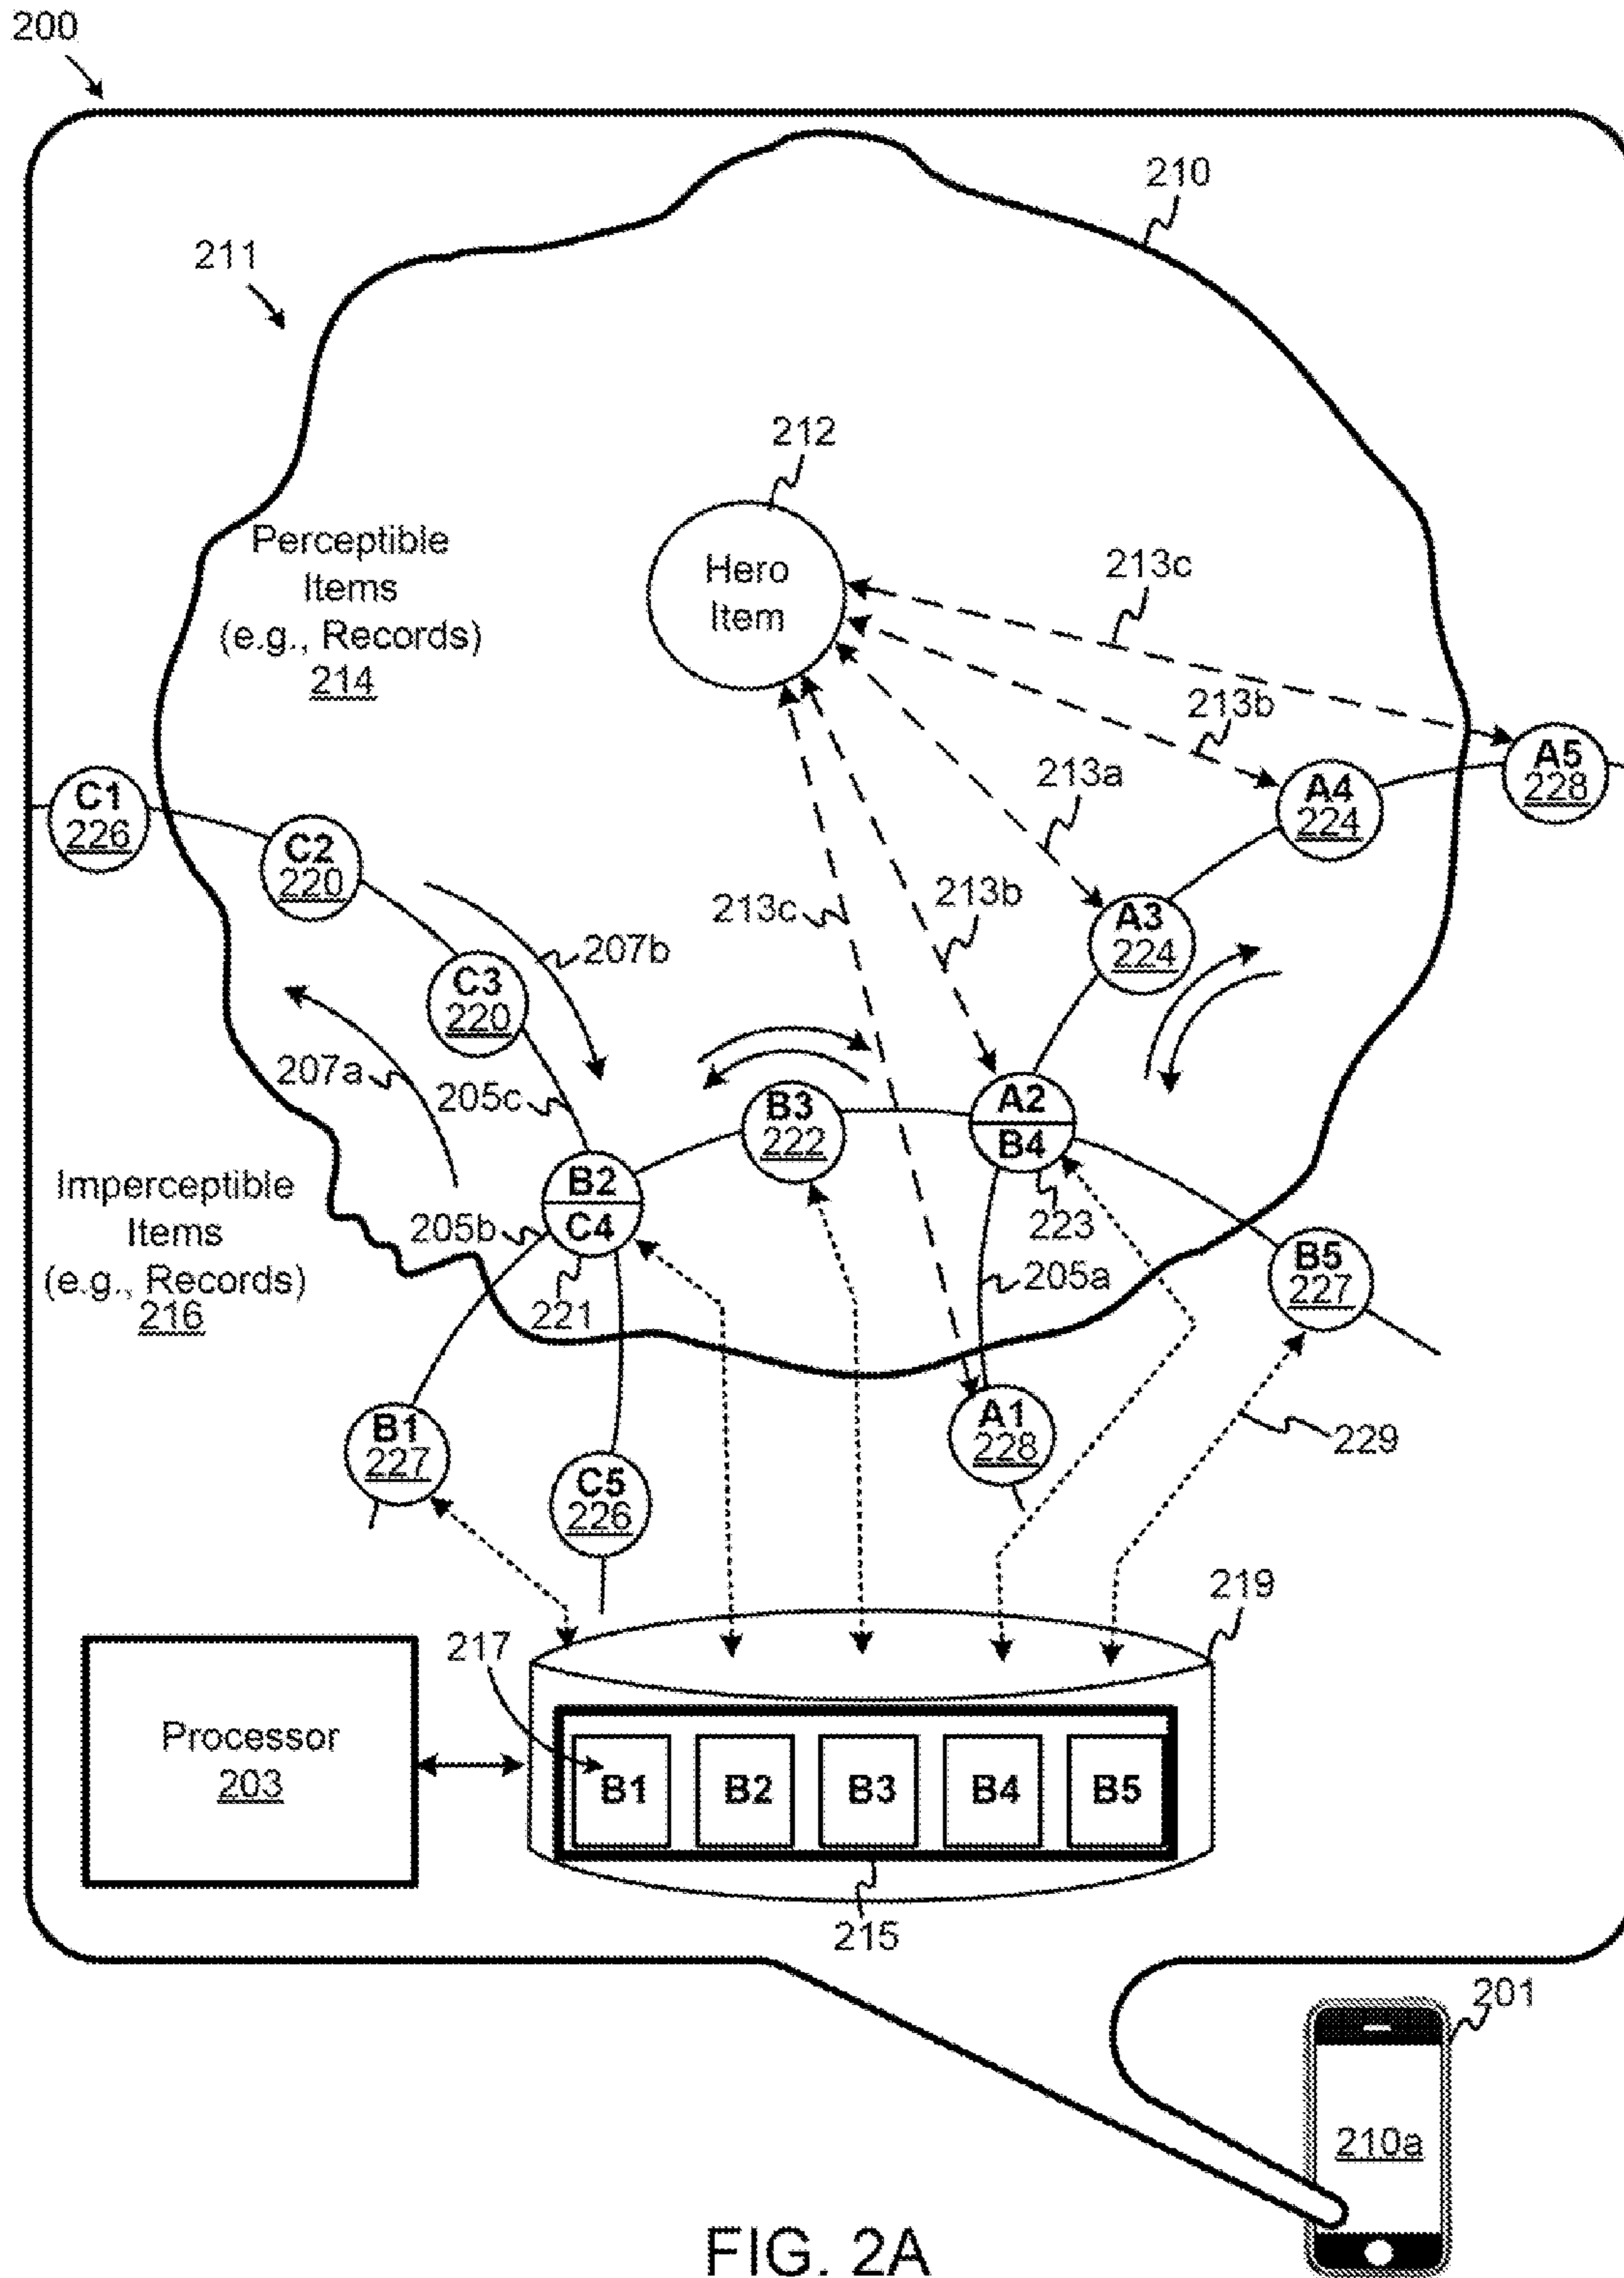 200
210
211
212
Hero
Item
213c
Perceptible
Items
(e.g., Records)
214
213b
213a
A5
228
C1
226
A4
224
C2
220
213c
213b
A3
224
207b
C3
220
207a
205c
B3
222
A2
B4
Imperceptible
Items
(e.g., Records)
216
B2
C4
205b
221
223
205a
B5
227
B1
227
A1
228
229
C5
226
219
217
Processor
203
B1
B2
B3
B4
B5
215
201
210a
FIG. 2A